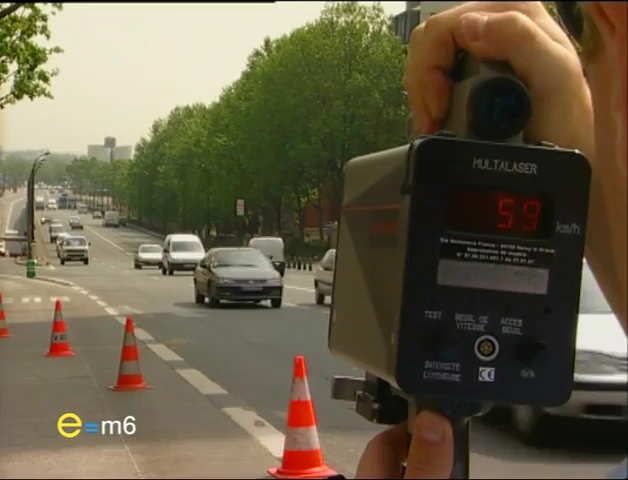 MULTALASER
59
km/h
TEST
SEUIL DE
VITESSE
ACCES
SEUIL
INTENSITE
LUMINEUSE
CE
M/A
e=m6